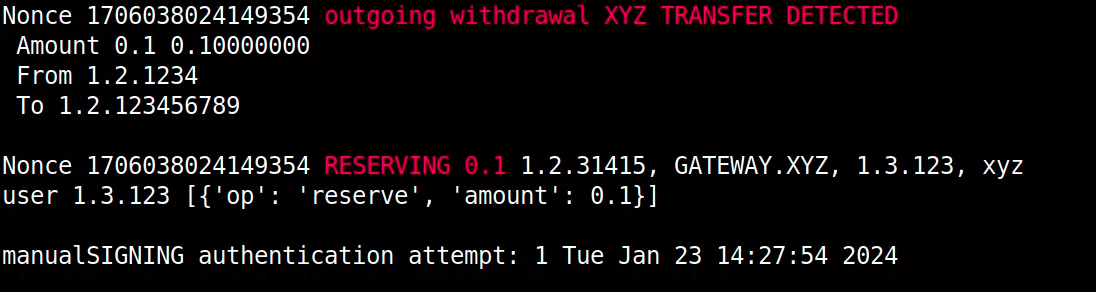 Nonce 1706038024149354 outgoing withdrawal XYZ TRANSFER DETECTED
Amount 0.1 0.10000000
From 1.2.1234
To 1.2.123456789
Nonce 1706038024149354 RESERVING 0.1 1.2.31415, GATEWAY.XYZ, 1.3.123, xyz
user 1.3.123 [{'op': 'reserve', 'amount': 0.1}]
manualSIGNING authentication attempt: 1 Tue Jan 23 14:27:54 2024